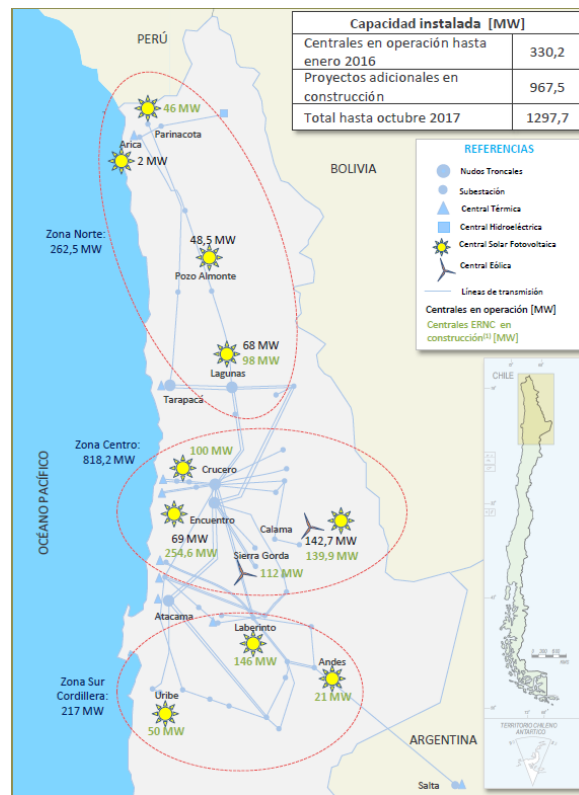 PERÚ
Capacidad instalada [MW]
Centrales en operación hasta
enero 2016
330,2
Proyectos adicionales en
construcción
967,5
Total hasta octubre 2017
1297,7
46 MW
Parinacota
Arica
2 MW
BOLIVIA
REFERENCIAS
Nudos Troncales
Subestación
Central Térmica
Central Hidroeléctrica
Central Solar Fotovoltaica
Central Eólica
Líneas de transmisión
Centrales en operación [MW]
Centrales ERNC en
construcción(1) [MW]
Zona Norte:
262,5 MW
48,5 MW
Pozo Almonte
68 MW
98 MW
Lagunas
Tarapacá
CHILE
Zona Centro:
818,2 MW
100 MW
Crucero
OCÉANO PACÍFICO
Encuentro
69 MW
254,6 MW
Calama
142,7 MW
139,9 MW
Sierra Gorda
112 MW
Atacama
Laberinto
146 MW
Andes
21 MW
Zona Sur
Cordillera:
217 MW
Uribe
50 MW
ARGENTINA
Salta
TERRITORIO CHILENO
ANTÁRTICO